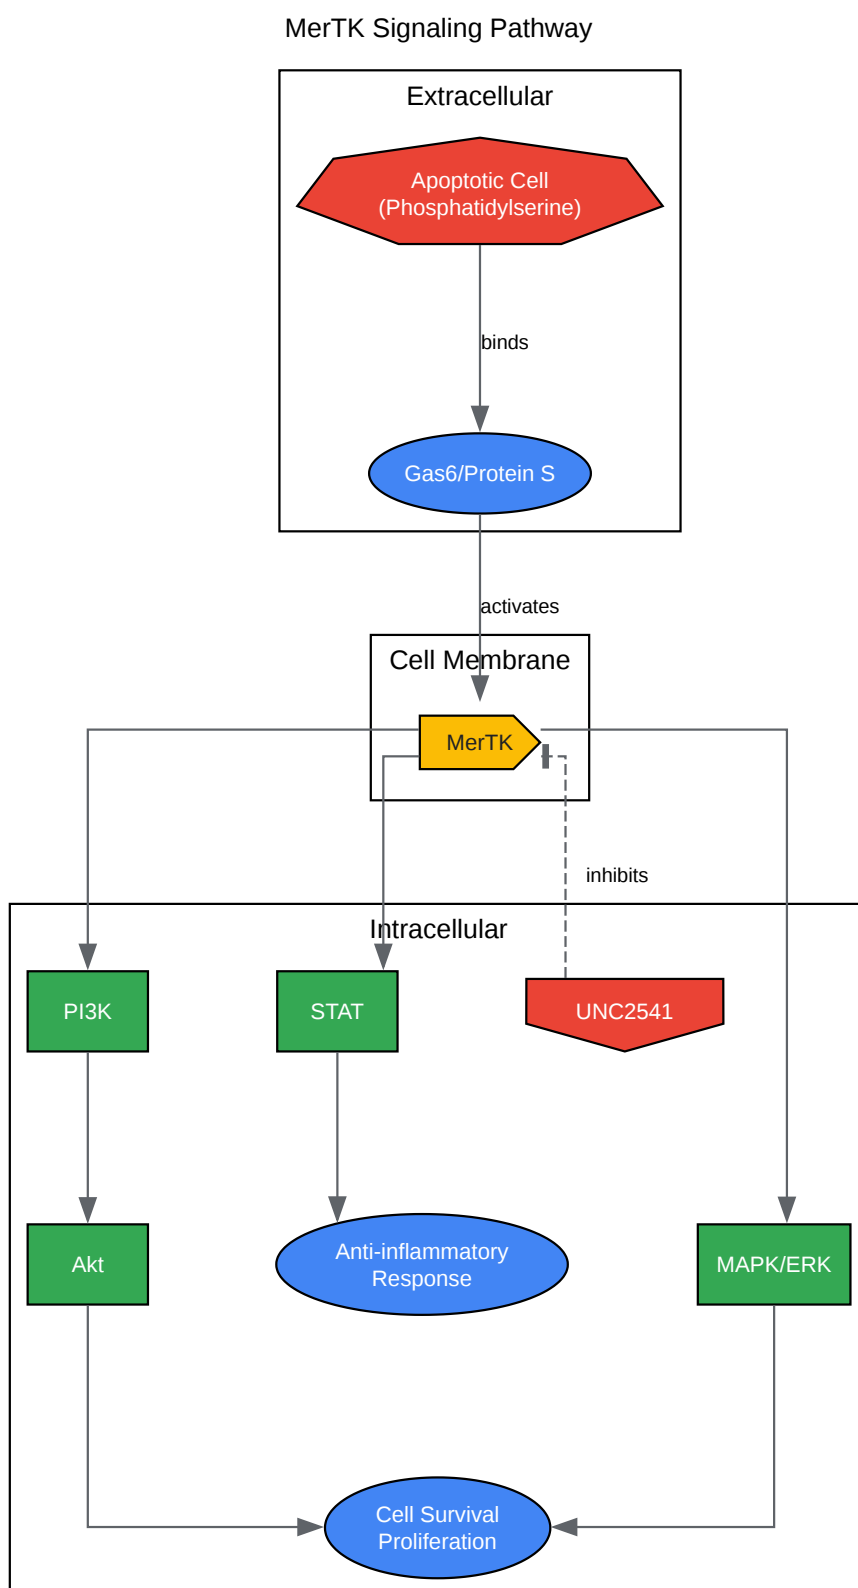 MerTK Signaling Pathway
Extracellular
Apoptotic Cell
(Phosphatidylserine)
binds
Gas6/Protein S
activates
Cell Membrane
MerTK
inhibits
Intracellular
PI3K
STAT
UNC2541
Akt
Anti-inflammatory
Response
MAPK/ERK
Cell Survival
Proliferation